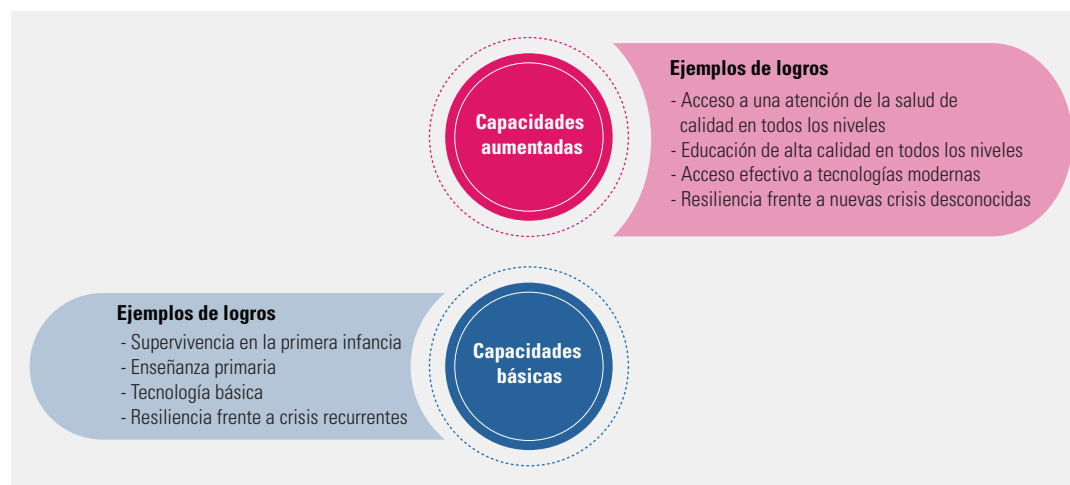 Capacidades
aumentadas
Ejemplos de logros
- Acceso a una atención de la salud de
calidad en todos los niveles
- Educación de alta calidad en todos los niveles
- Acceso efectivo a tecnologías modernas
- Resiliencia frente a nuevas crisis desconocidas
Ejemplos de logros
- Supervivencia en la primera infancia
- Enseñanza primaria
- Tecnología básica
- Resiliencia frente a crisis recurrentes
Capacidades
básicas